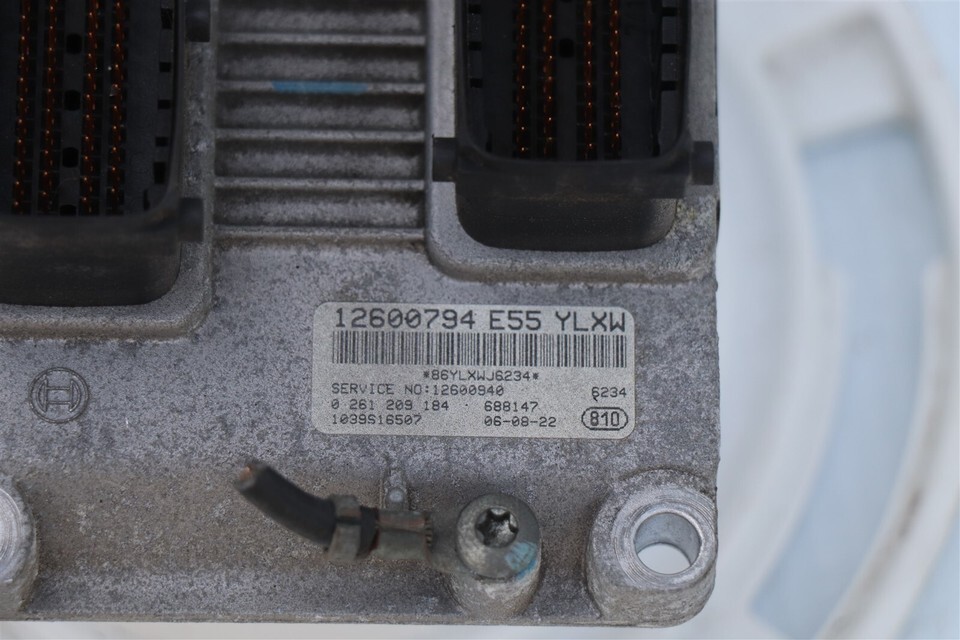 12600794 E55 YLXW
*86YLXWJ6234*
SERVICE NO:12600940 6234
0 261 209 184 · 688147
1039S16507 06-08-22 810